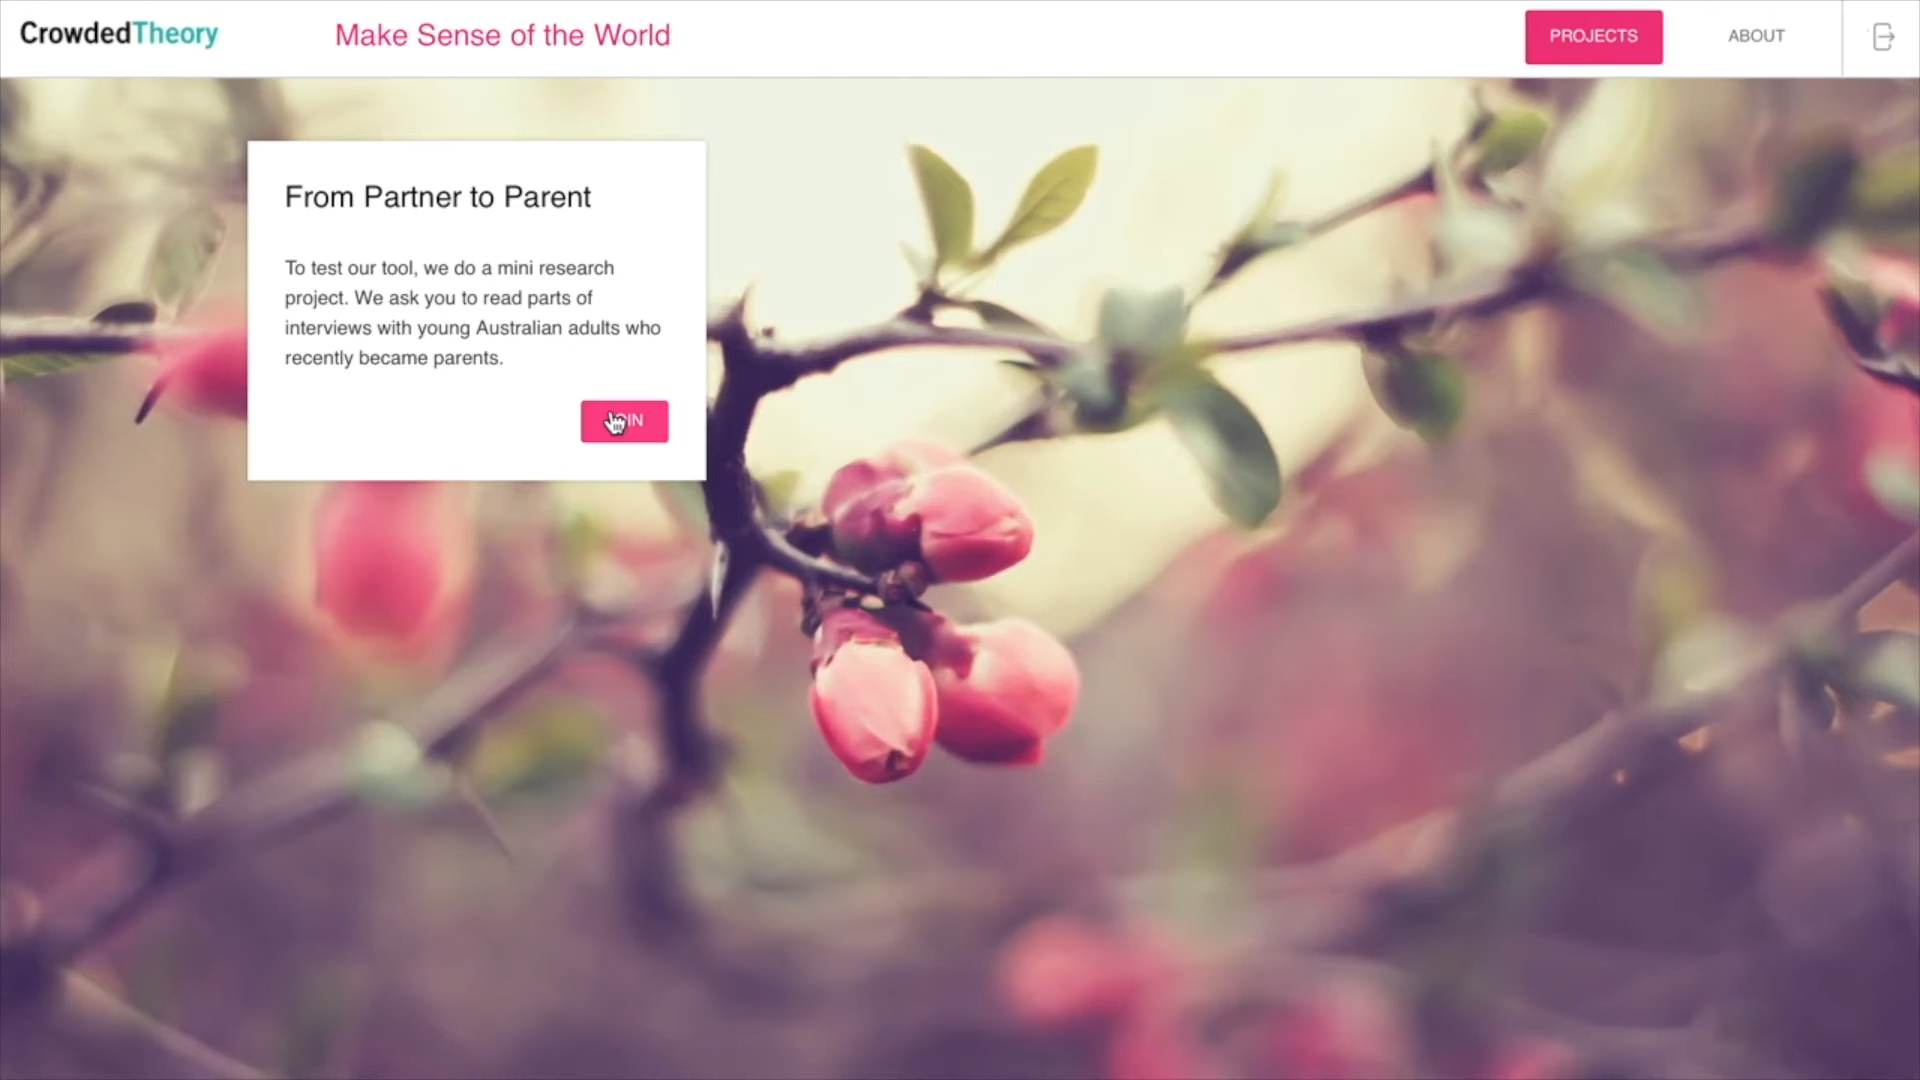 CrowdedTheory
Make Sense of the World
PROJECTS
ABOUT
From Partner to Parent
To test our tool, we do a mini research
project. We ask you to read parts of
interviews with young Australian adults who
recently became parents.